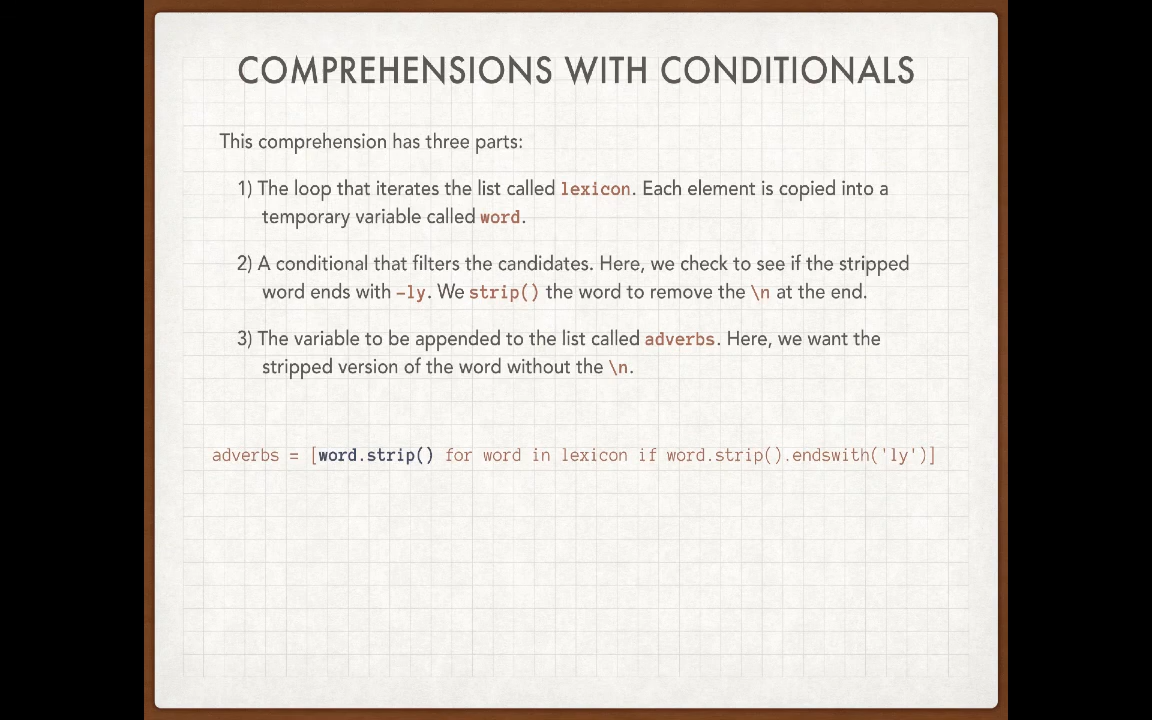 COMPREHENSIONS WITH CONDITIONALS
This comprehension has three parts:
1) The loop that iterates the list called lexicon. Each element is copied into a
temporary variable called word.
2) A conditional that filters the candidates. Here, we check to see if the stripped
word ends with -ly. We strip() the word to remove the \n at the end.
3) The variable to be appended to the list called adverbs. Here, we want the
stripped version of the word without the \n.
adverbs = [word.strip() for word in lexicon if word.strip().endswith('ly')]